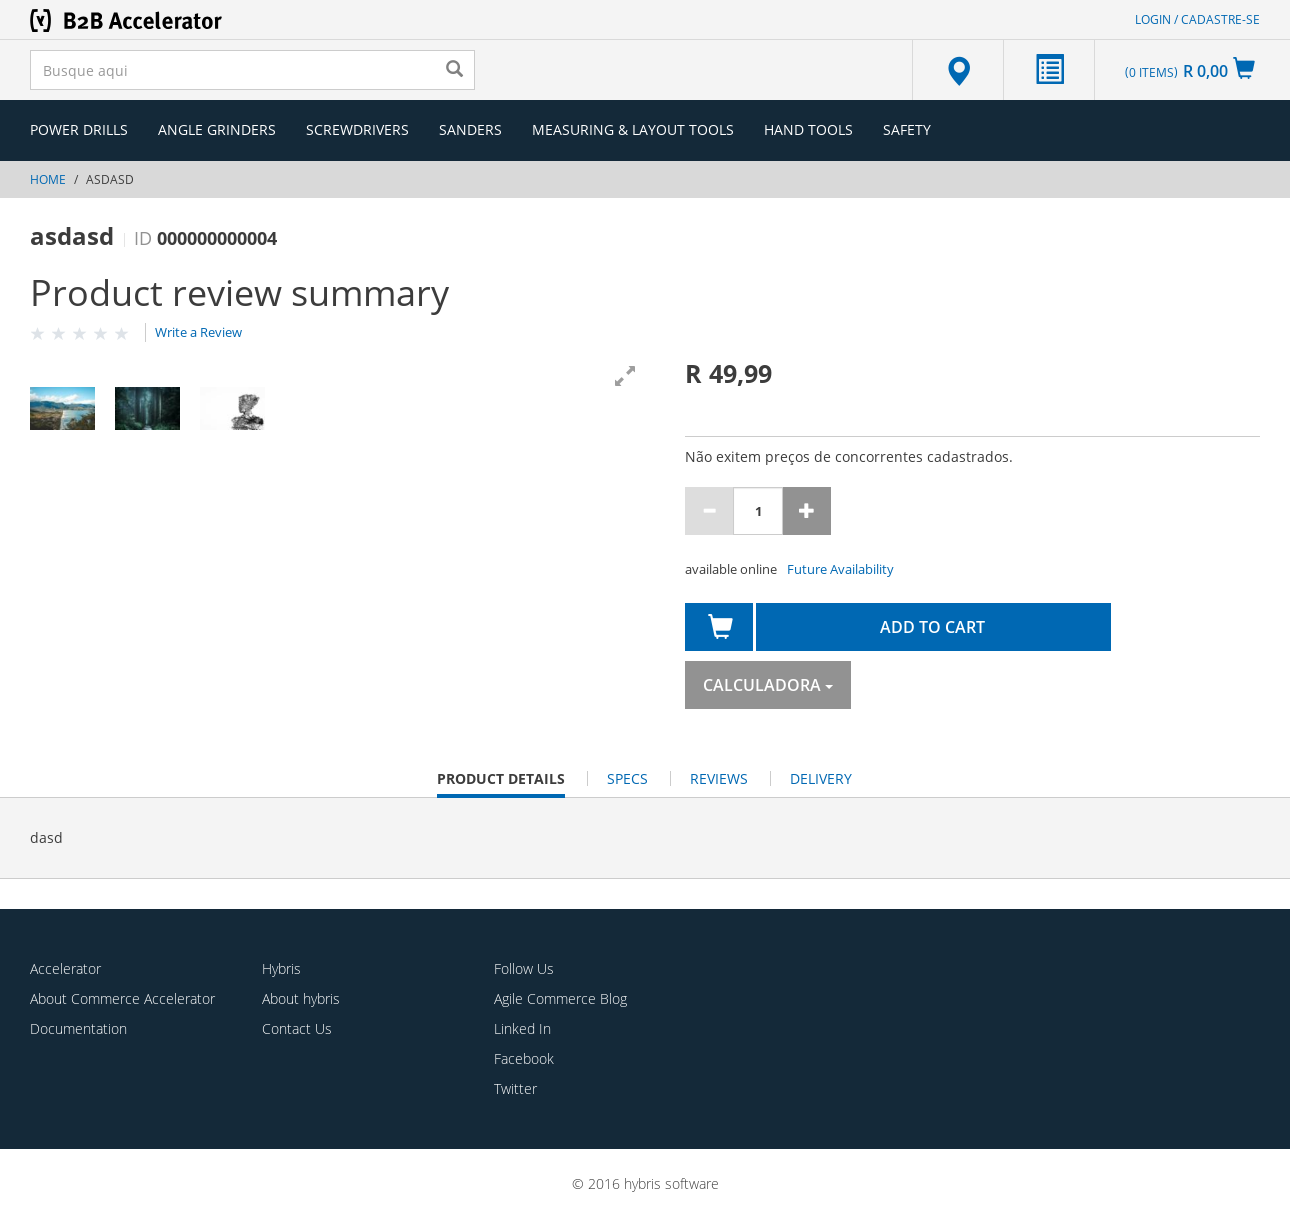 B2B Accelerator
LOGIN / CADASTRE-SE
Busque aqui
(0 ITEMS) R 0,00
POWER DRILLS ANGLE GRINDERS SCREWDRIVERS SANDERS MEASURING & LAYOUT TOOLS HAND TOOLS SAFETY
HOME / ASDASD
asdasd ID 000000000004
Product review summary
Write a Review
R 49,99
Não exitem preços de concorrentes cadastrados.
1
available online Future Availability
ADD TO CART
CALCULADORA
PRODUCT DETAILS SPECS REVIEWS DELIVERY
dasd
Accelerator
About Commerce Accelerator
Documentation
Hybris
About hybris
Contact Us
Follow Us
Agile Commerce Blog
Linked In
Facebook
Twitter
© 2016 hybris software